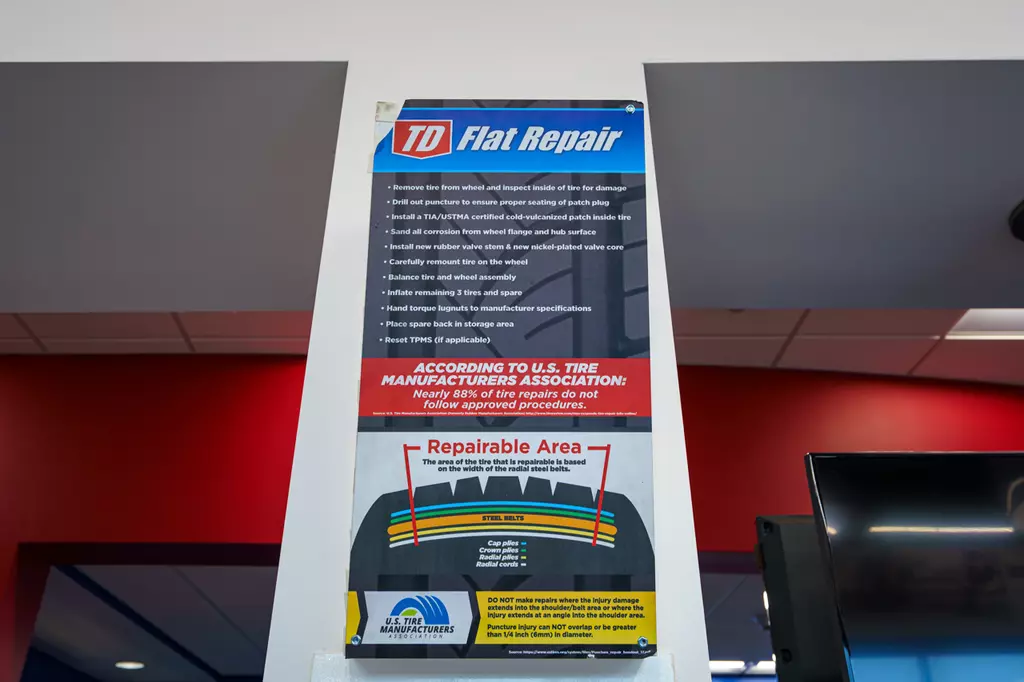 TD Flat Repair
• Remove tire from wheel and inspect inside of tire for damage
• Drill out puncture to ensure proper seating of patch plug
• Install a TIA/USTMA certified cold-vulcanized patch inside tire
• Sand all corrosion from wheel flange and hub surface
• Install new rubber valve stem & new nickel-plated valve core
• Carefully remount tire on the wheel
• Balance tire and wheel assembly
• Inflate remaining 3 tires and spare
• Hand torque lugnuts to manufacturer specifications
• Place spare back in storage area
• Reset TPMS (if applicable)
ACCORDING TO U.S. TIRE
MANUFACTURERS ASSOCIATION:
Nearly 88% of tire repairs do not
follow approved procedures.
Repairable Area
The area of the tire that is repairable is based
on the width of the radial steel belts.
STEEL BELTS
Cap plies
Crown plies
Radial plies
Radial cords
U.S. TIRE
MANUFACTURERS
ASSOCIATION
DO NOT make repairs where the injury damage
extends into the shoulder/belt area or where the
injury extends at an angle into the shoulder area.
Puncture injury can NOT overlap or be greater
than 1/4 inch (6mm) in diameter.